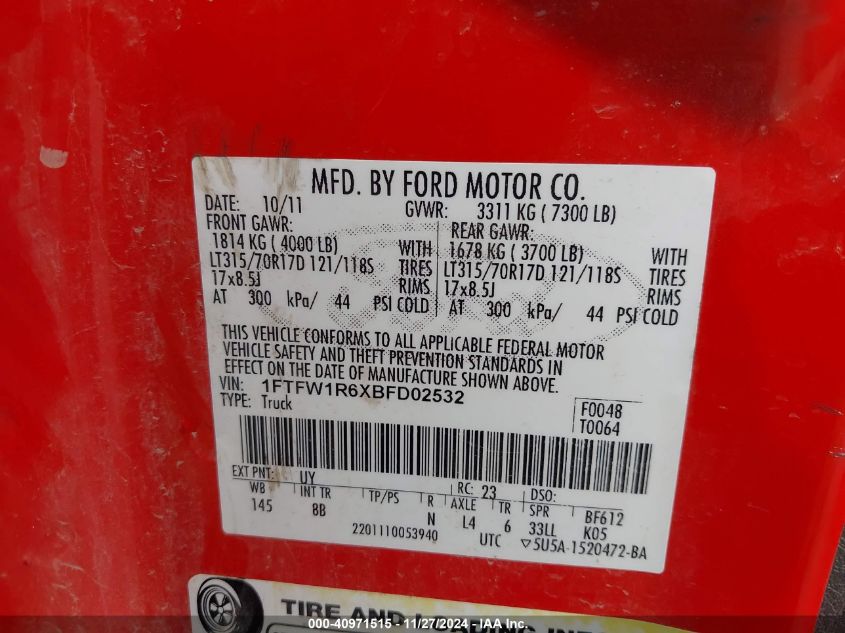 MFD. BY FORD MOTOR CO.
DATE: 10/11 GVWR: 3311 KG ( 7300 LB)
FRONT GAWR: REAR GAWR:
1814 KG ( 4000 LB) WITH 1678 KG ( 3700 LB) WITH
LT315/70R17D 121/118S TIRES LT315/70R17D 121/118S TIRES
17x8.5J RIMS 17x8.5J RIMS
AT 300 kPa/ 44 PSI COLD AT 300 kPa/ 44 PSI COLD
THIS VEHICLE CONFORMS TO ALL APPLICABLE FEDERAL MOTOR
VEHICLE SAFETY AND THEFT PREVENTION STANDARDS IN
EFFECT ON THE DATE OF MANUFACTURE SHOWN ABOVE.
VIN: 1FTFW1R6XBFD02532
TYPE: Truck
F0048
T0064
EXT PNT: UY RC: 23 DSO:
WB INT TR TP/PS R AXLE TR SPR BF612
145 8B N L4 6 33LL K05
2201110053940 UTC ▽5U5A-1520472-BA
TIRE AND LOADING INF
000-40971515 - 11/27/2024 - IAA Inc.